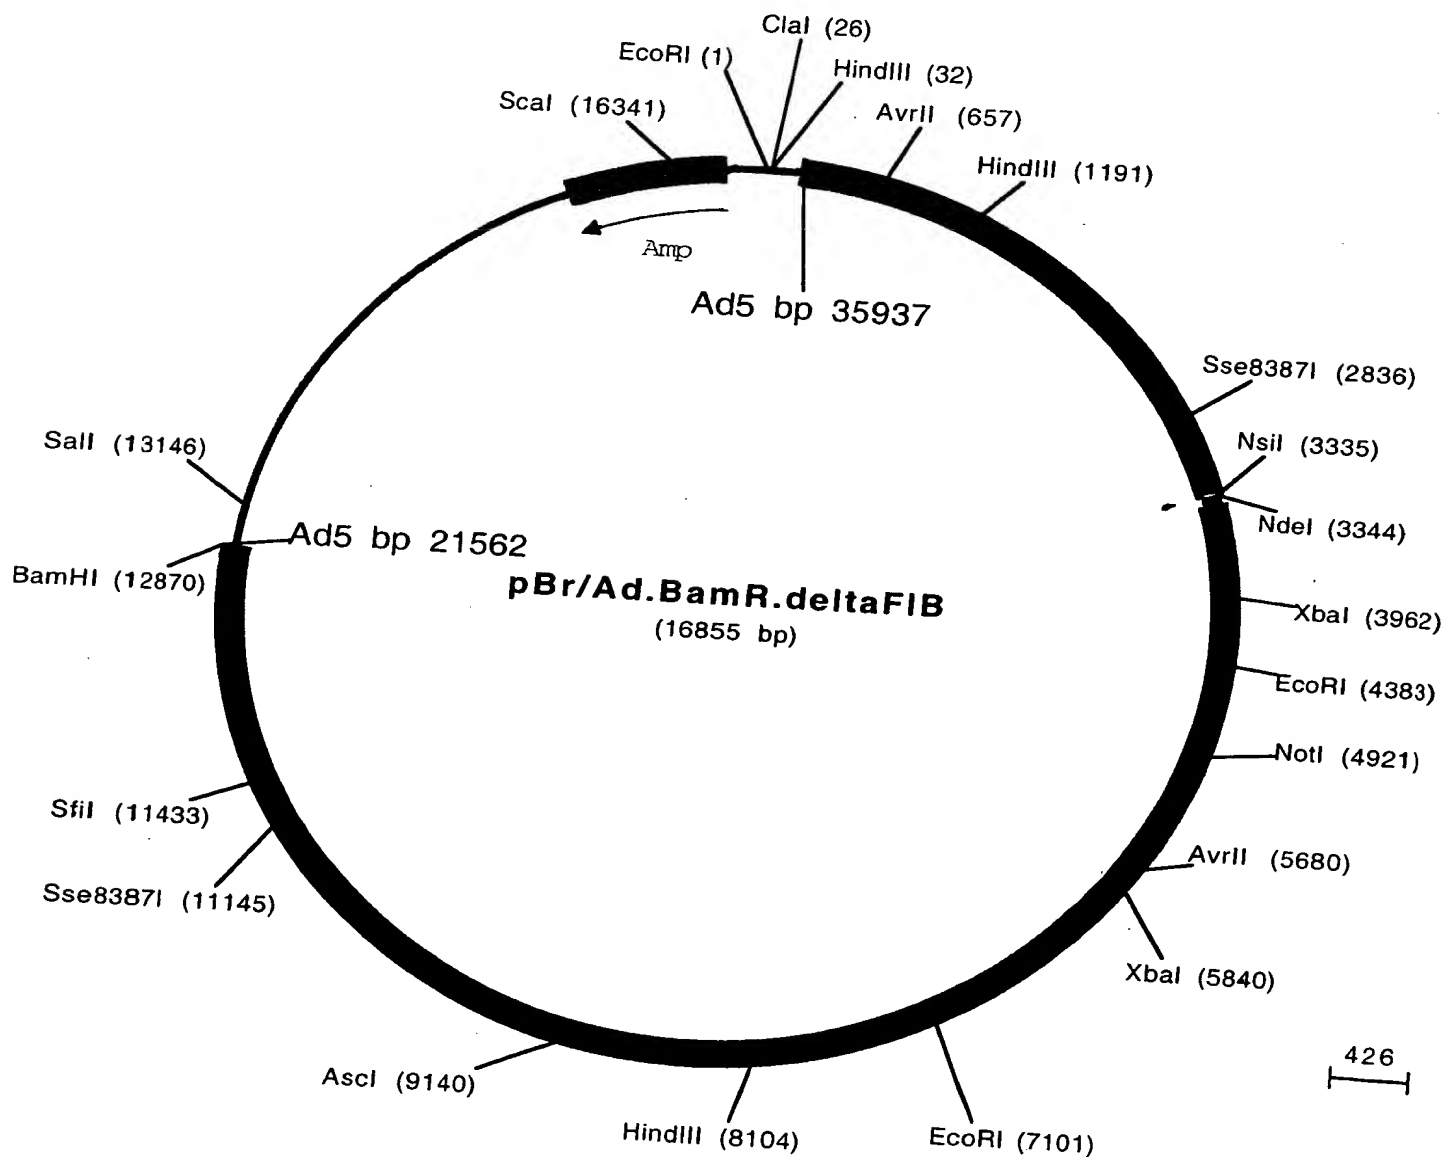 ClaI (26)
EcoRI (1)
HindIII (32)
ScaI (16341)
AvrII (657)
HindIII (1191)
Amp
Ad5 bp 35937
Sse8387I (2836)
NsiI (3335)
SalI (13146)
NdeI (3344)
Ad5 bp 21562
BamHI (12870)
pBr/Ad.BamR.deltaFIB
(16855 bp)
XbaI (3962)
EcoRI (4383)
NotI (4921)
SfiI (11433)
AvrII (5680)
Sse8387I (11145)
XbaI (5840)
426
AscI (9140)
HindIII (8104)
EcoRI (7101)